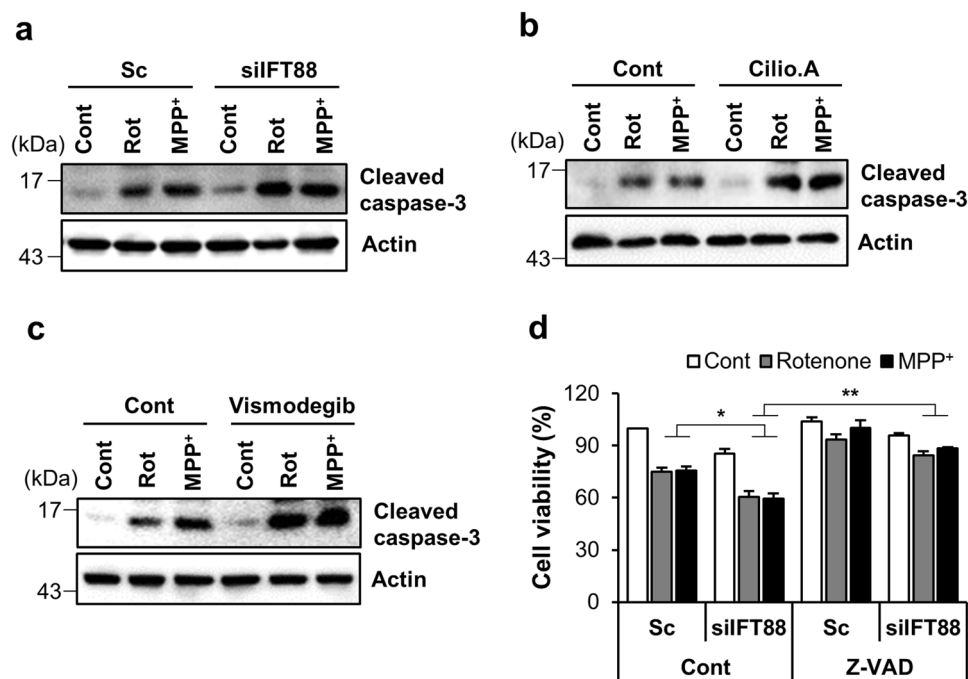 a
Sc siIFT88
Cont Rot MPP+ Cont Rot MPP+
(kDa)
17
Cleaved
caspase-3
Actin
43
b
Cont Cilio.A
Cont Rot MPP+ Cont Rot MPP+
(kDa)
17
Cleaved
caspase-3
Actin
43
c
Cont Vismodegib
Cont Rot MPP+ Cont Rot MPP+
(kDa)
17
Cleaved
caspase-3
Actin
43
d
Cont Rotenone MPP+
Cell viability (%)
120
90
60
30
0
* **
Sc siIFT88 Sc siIFT88
Cont Z-VAD